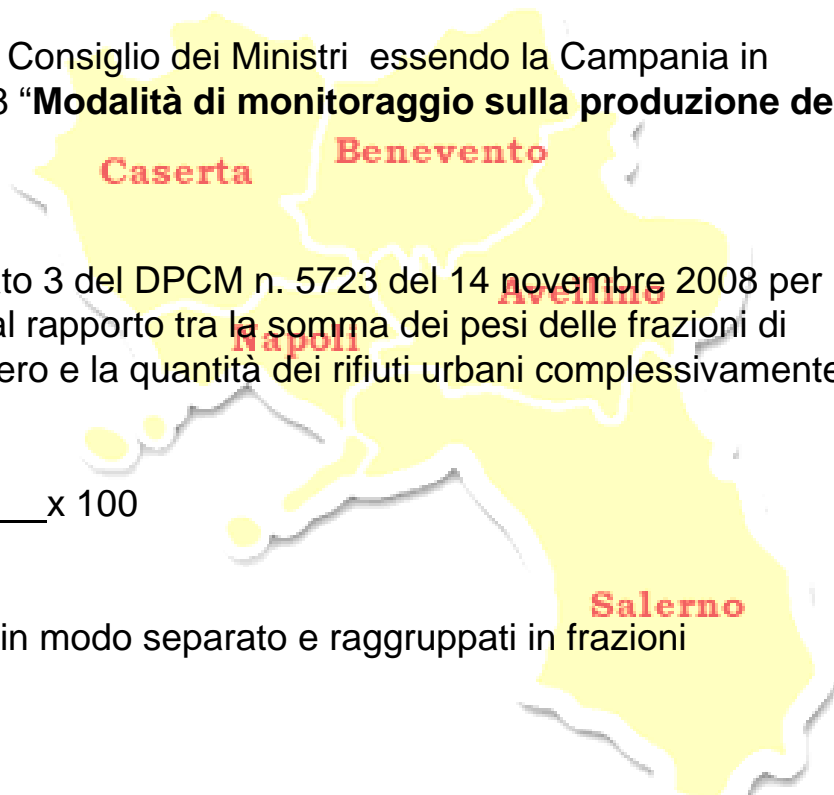 Consiglio dei Ministri essendo la Campania in
3 “Modalità di monitoraggio sulla produzione de
Benevento
Caserta
to 3 del DPCM n. 5723 del 14 novembre 2008 per
Avellino
al rapporto tra la somma dei pesi delle frazioni di
Napoli
ero e la quantità dei rifiuti urbani complessivamente
x 100
Salerno
in modo separato e raggruppati in frazioni